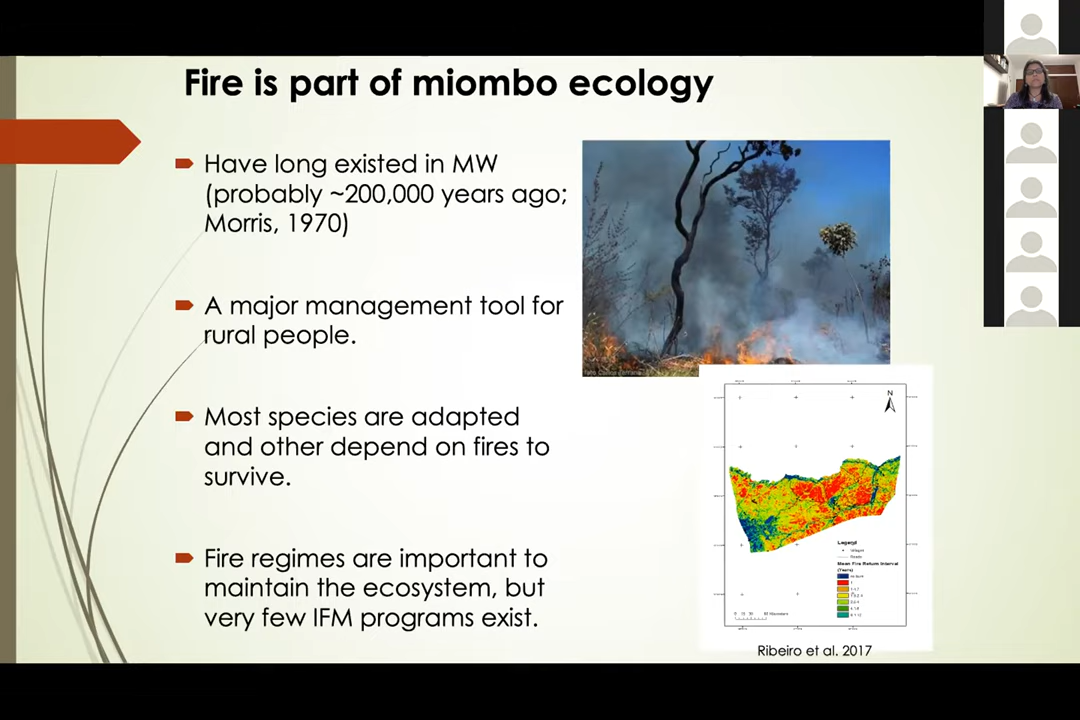 Fire is part of miombo ecology
Have long existed in MW
(probably ~200,000 years ago;
Morris, 1970)
A major management tool for
rural people.
Most species are adapted
and other depend on fires to
survive.
Fire regimes are important to
maintain the ecosystem, but
very few IFM programs exist.
N
Legend
Villages
Roads
Mean Fire Return Interval
(Years)
Ribeiro et al. 2017